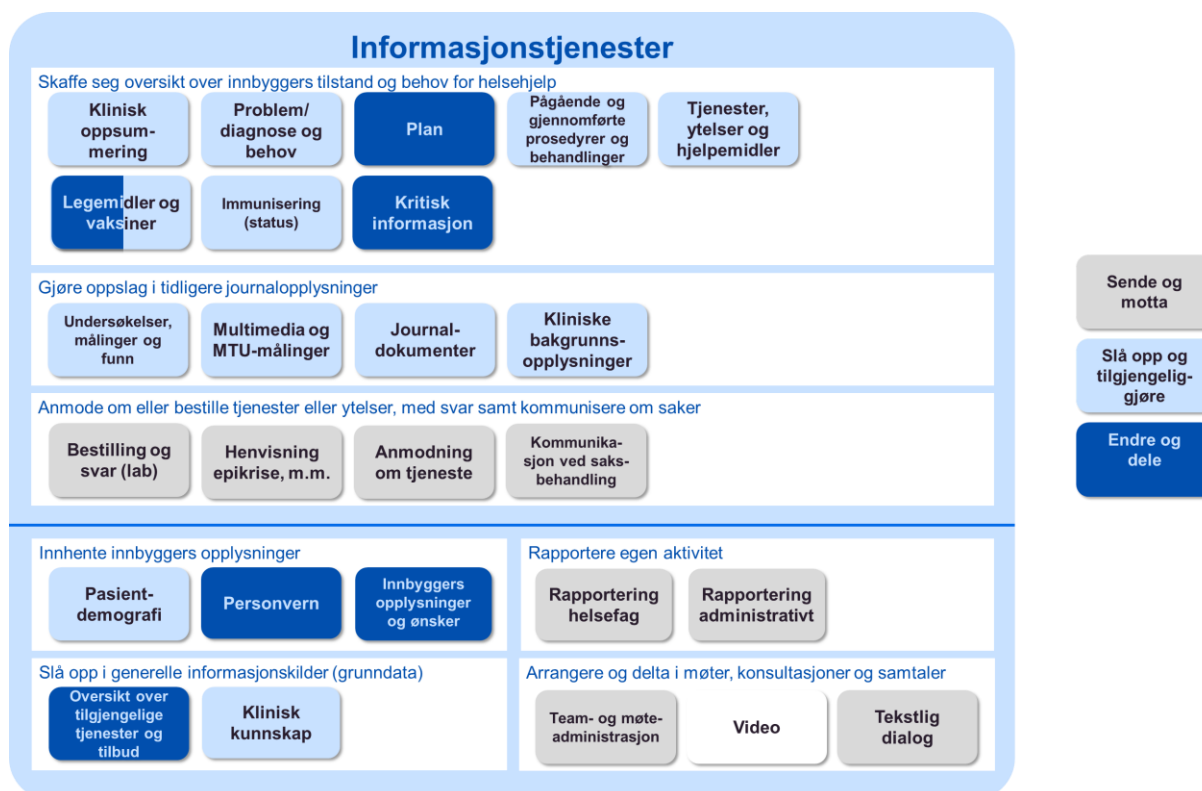 Informasjonstjenester
Skaffe seg oversikt over innbyggers tilstand og behov for helsehjelp
Klinisk
oppsum-
mering
Problem/
diagnose og
behov
Plan
Pågående og
gjennomførte
prosedyrer og
behandlinger
Tjenester,
ytelser og
hjelpemidler
Legemidler og
vaksiner
Immunisering
(status)
Kritisk
informasjon
Gjøre oppslag i tidligere journalopplysninger
Undersøkelser,
målinger og
funn
Multimedia og
MTU-målinger
Journal-
dokumenter
Kliniske
bakgrunns-
opplysninger
Anmode om eller bestille tjenester eller ytelser, med svar samt kommunisere om saker
Bestilling og
svar (lab)
Henvisning
epikrise, m.m.
Anmodning
om tjeneste
Kommunika-
sjon ved saks-
behandling
Innhente innbyggers opplysninger
Pasient-
demografi
Personvern
Innbyggers
opplysninger
og ønsker
Rapportere egen aktivitet
Rapportering
helsefag
Rapportering
administrativt
Slå opp i generelle informasjonskilder (grunndata)
Oversikt over
tilgjengelige
tjenester og
tilbud
Klinisk
kunnskap
Arrangere og delta i møter, konsultasjoner og samtaler
Team- og møte-
administrasjon
Video
Tekstlig
dialog
Sende og
motta
Slå opp og
tilgjengelig-
gjøre
Endre og
dele